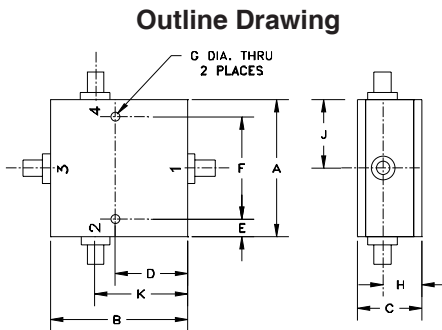 Outline Drawing
G DIA. THRU
2 PLACES
4
3
1
2
F
A
E
D
K
B
J
H
C